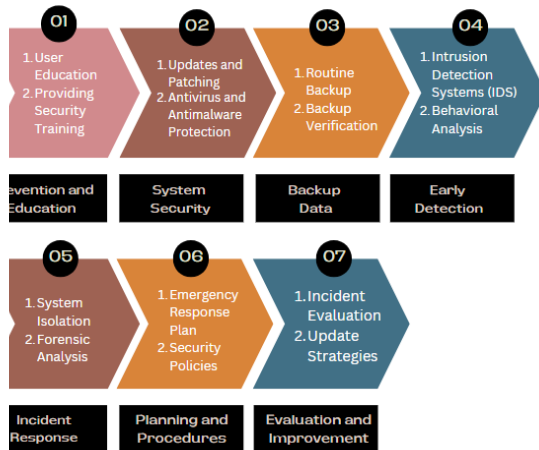 01
1. User
Education
2. Providing
Security
Training
02
1. Updates and
Patching
2. Antivirus and
Antimalware
Protection
03
1. Routine
Backup
2. Backup
Verification
04
1. Intrusion
Detection
Systems (IDS)
2. Behavioral
Analysis
evention and
Education
System
Security
Backup
Data
Early
Detection
05
1. System
Isolation
2. Forensic
Analysis
06
1. Emergency
Response
Plan
2. Security
Policies
07
1. Incident
Evaluation
2. Update
Strategies
Incident
Response
Planning and
Procedures
Evaluation and
Improvement